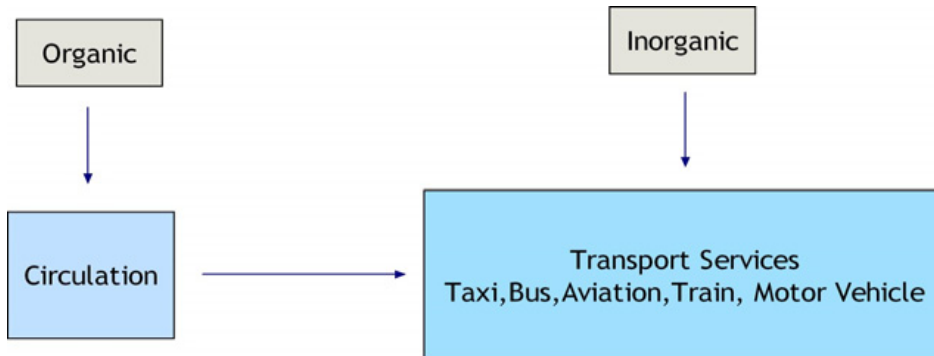 Organic
Inorganic
Circulation
Transport Services
Taxi,Bus,Aviation,Train, Motor Vehicle